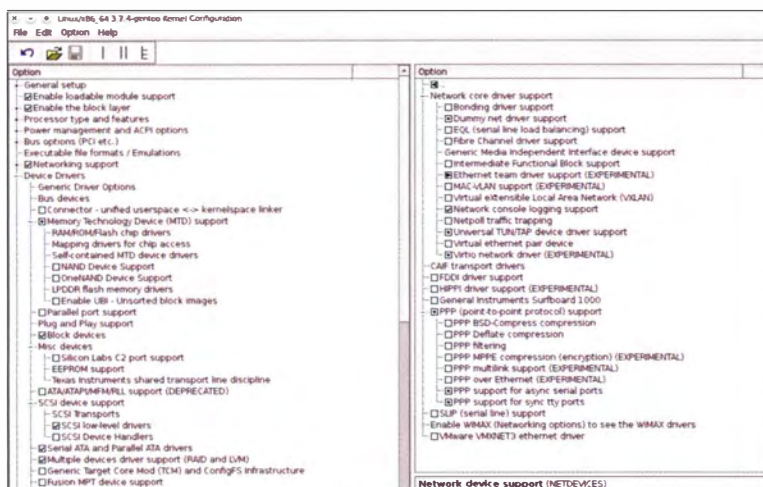 Linux/x86_64 3.7.4-gentoo Kernel Configuration
File Edit Option Help
Option
General setup
Enable loadable module support
Enable the block layer
Processor type and features
Power management and ACPI options
Bus options (PCI etc.)
Executable file formats / Emulations
Networking support
Device Drivers
Generic Driver Options
Bus devices
Connector - unified userspace <-> kernelspace linker
Memory Technology Device (MTD) support
RAM/ROM/Flash chip drivers
Mapping drivers for chip access
Self-contained MTD device drivers
NAND Device Support
OneNAND Device Support
LPDDR flash memory drivers
Enable UBI - Unsorted block images
Parallel port support
Plug and Play support
Block devices
Misc devices
Silicon Labs C2 port support
EEPROM support
Texas Instruments shared transport line discipline
ATA/ATAPI/MFM/RLL support (DEPRECATED)
SCSI device support
SCSI Transports
SCSI low-level drivers
SCSI Device Handlers
Serial ATA and Parallel ATA drivers
Multiple devices driver support (RAID and LVM)
Generic Target Core Mod (TCM) and ConfigFS Infrastructure
Fusion MPT device support
Option
..
Network core driver support
Bonding driver support
Dummy net driver support
EQL (serial line load balancing) support
Fibre Channel driver support
Generic Media Independent Interface device support
Intermediate Functional Block support
Ethernet team driver support (EXPERIMENTAL)
MAC-VLAN support (EXPERIMENTAL)
Virtual eXtensible Local Area Network (VXLAN)
Network console logging support
Netpoll traffic trapping
Universal TUN/TAP device driver support
Virtual ethernet pair device
Virtio network driver (EXPERIMENTAL)
CAIF transport drivers
FDDI driver support
HIPPI driver support (EXPERIMENTAL)
General Instruments Surfboard 1000
PPP (point-to-point protocol) support
PPP BSD-Compress compression
PPP Deflate compression
PPP filtering
PPP MPPE compression (encryption) (EXPERIMENTAL)
PPP multilink support (EXPERIMENTAL)
PPP over Ethernet (EXPERIMENTAL)
PPP support for async serial ports
PPP support for sync tty ports
SLIP (serial line) support
Enable WiMAX (Networking options) to see the WiMAX drivers
VMware VMXNET3 ethernet driver
Network device support (NETDEVICES)